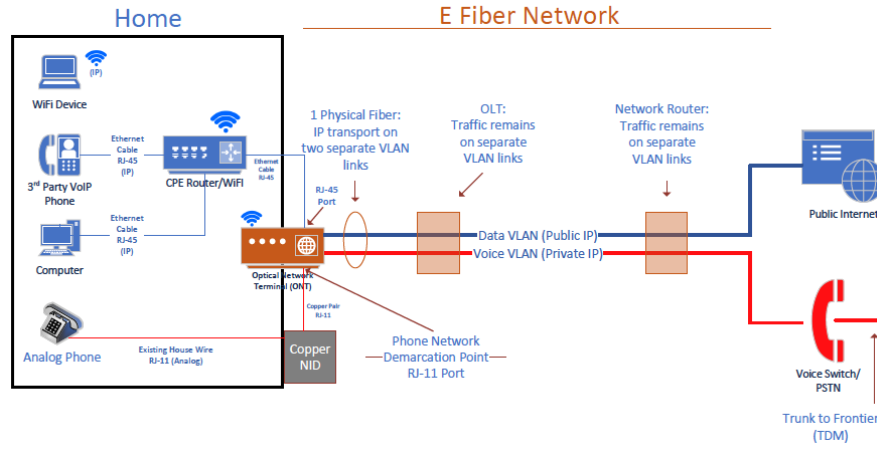 Home
E Fiber Network
(IP)
WiFi Device
Ethernet
Cable
RJ-45
(IP)
3rd Party VoIP
Phone
CPE Router/WiFI
Ethernet
Cable
RJ-45
Ethernet
Cable
RJ-45
(IP)
Computer
RJ-45
Port
Optical Network
Terminal (ONT)
Copper Pair
RJ-11
Analog Phone
Existing House Wire
RJ-11 (Analog)
Copper
NID
1 Physical Fiber:
IP transport on
two separate VLAN
links
OLT:
Traffic remains
on separate
VLAN links
Network Router:
Traffic remains
on separate
VLAN links
Data VLAN (Public IP)
Voice VLAN (Private IP)
Phone Network
Demarcation Point
RJ-11 Port
Public Internet
Voice Switch/
PSTN
Trunk to Frontier
(TDM)